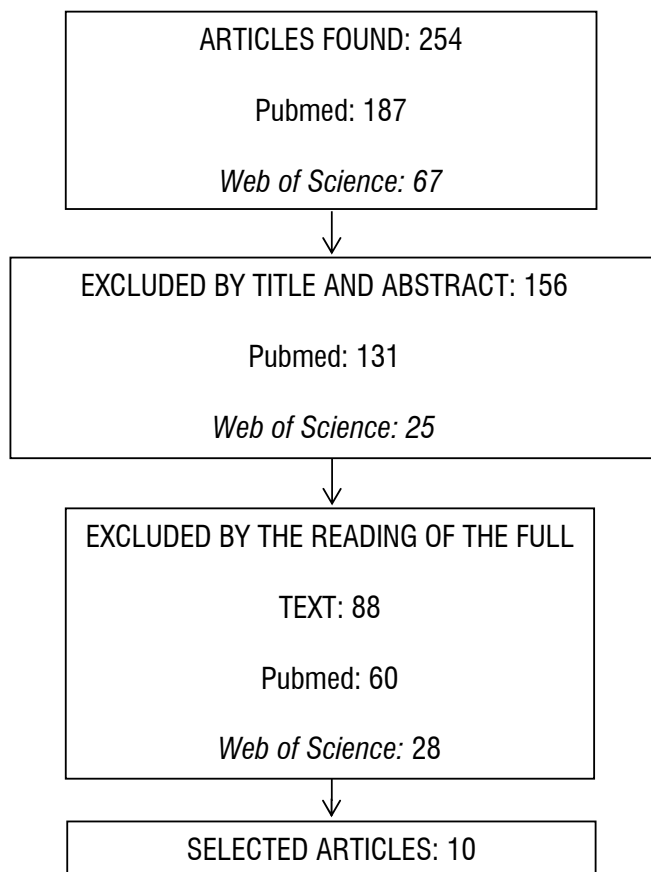 ARTICLES FOUND: 254
Pubmed: 187
Web of Science: 67
EXCLUDED BY TITLE AND ABSTRACT: 156
Pubmed: 131
Web of Science: 25
EXCLUDED BY THE READING OF THE FULL
TEXT: 88
Pubmed: 60
Web of Science: 28
SELECTED ARTICLES: 10